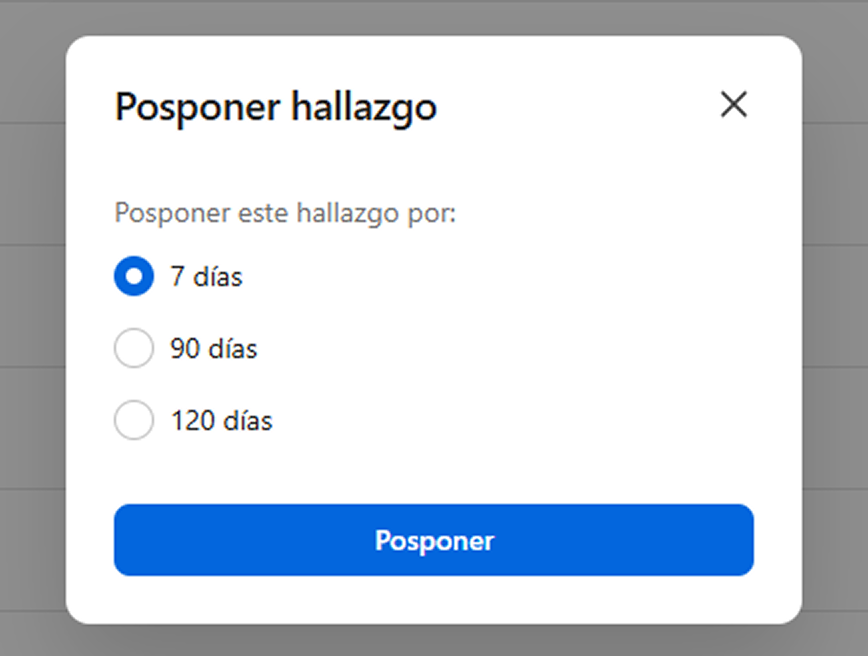 Posponer hallazgo
Posponer este hallazgo por:
7 días
90 días
120 días
Posponer